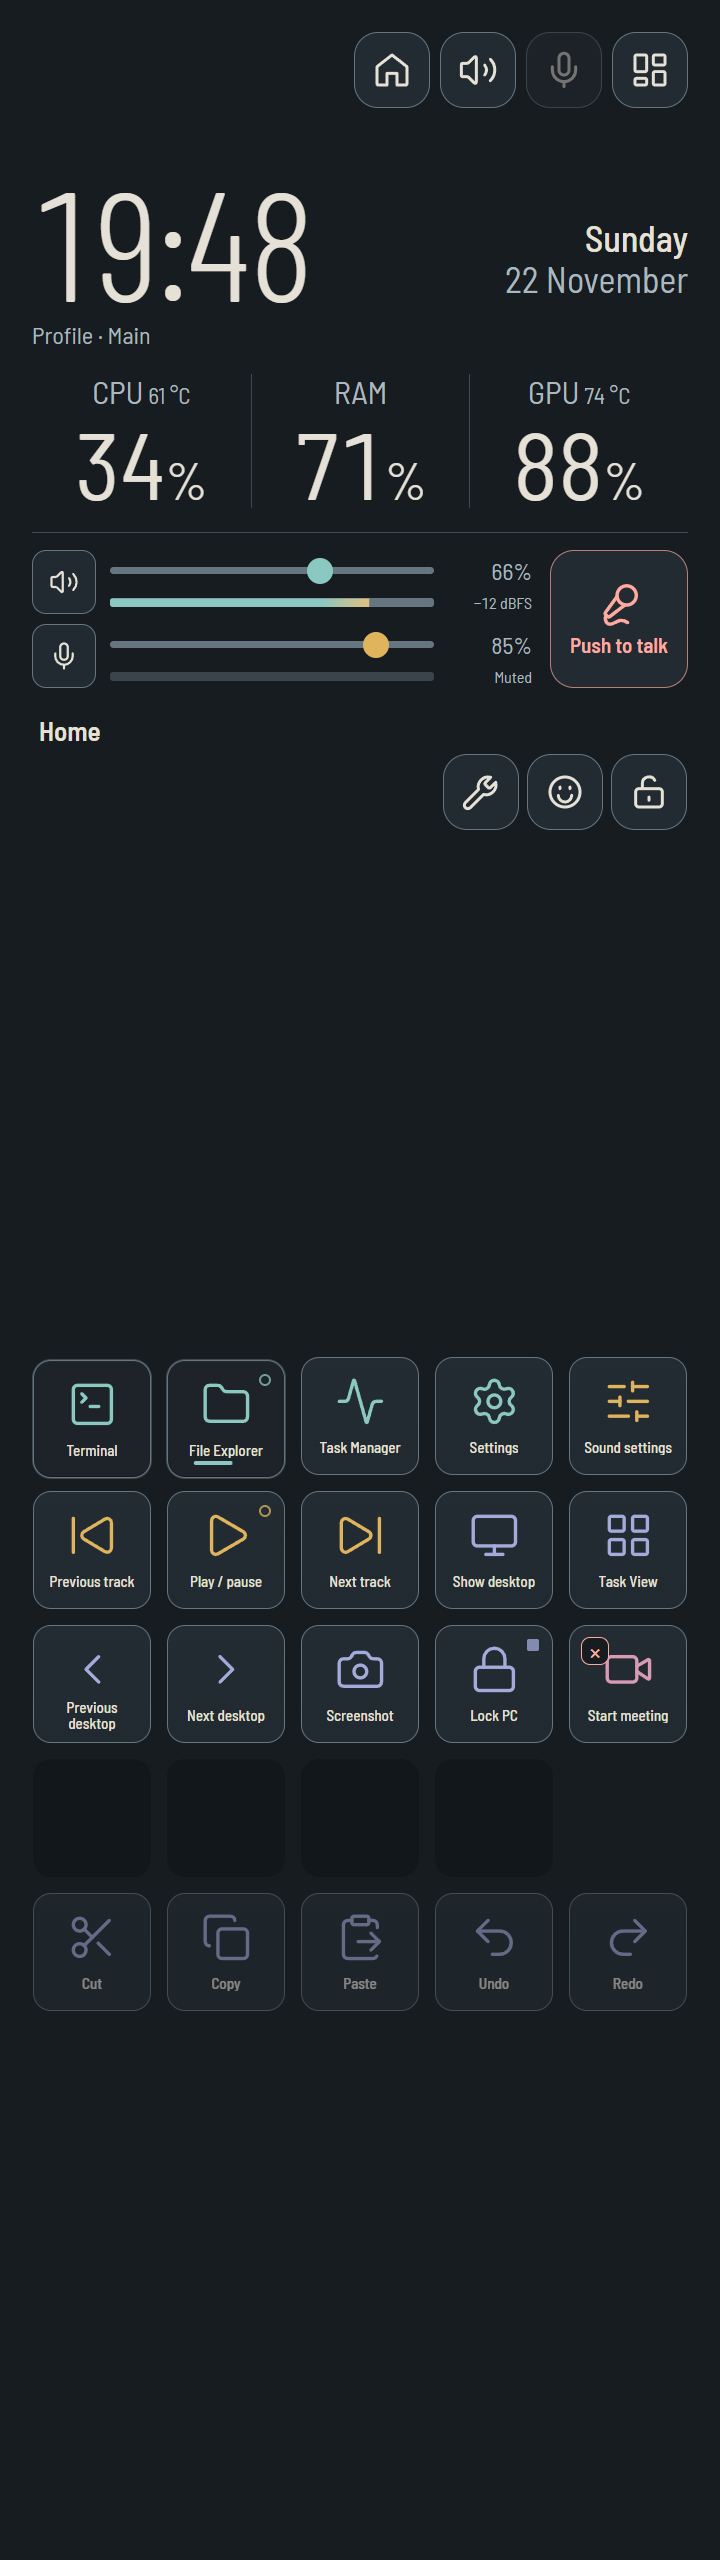 19:48
Sunday
22 November
Profile · Main
CPU 61 °C
RAM
GPU 74 °C
34%
71%
88%
66%
−12 dBFS
85%
Muted
Push to talk
Home
Terminal
File Explorer
Task Manager
Settings
Sound settings
Previous track
Play / pause
Next track
Show desktop
Task View
Previous
desktop
Next desktop
Screenshot
Lock PC
Start meeting
Cut
Copy
Paste
Undo
Redo